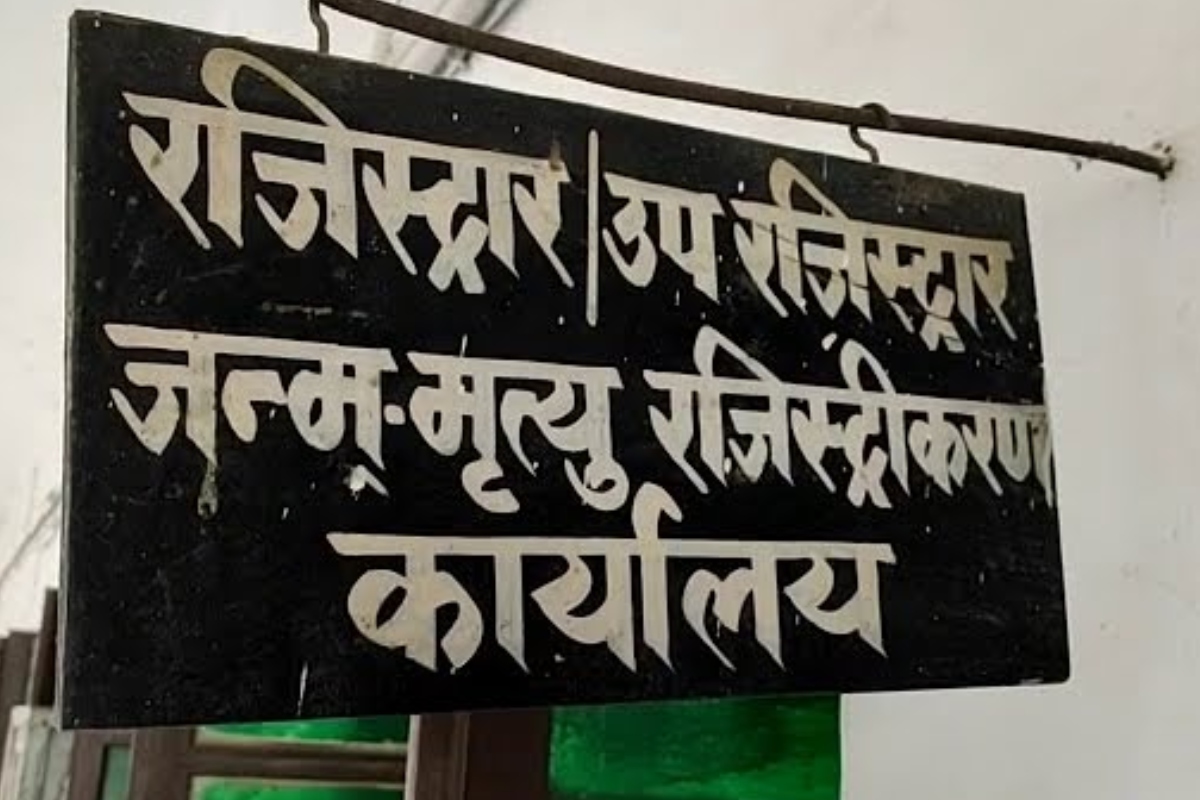 रजिस्ट्रार/उप रजिस्ट्रार
जन्म-मृत्यु रजिस्ट्रीकरण
कार्यालय